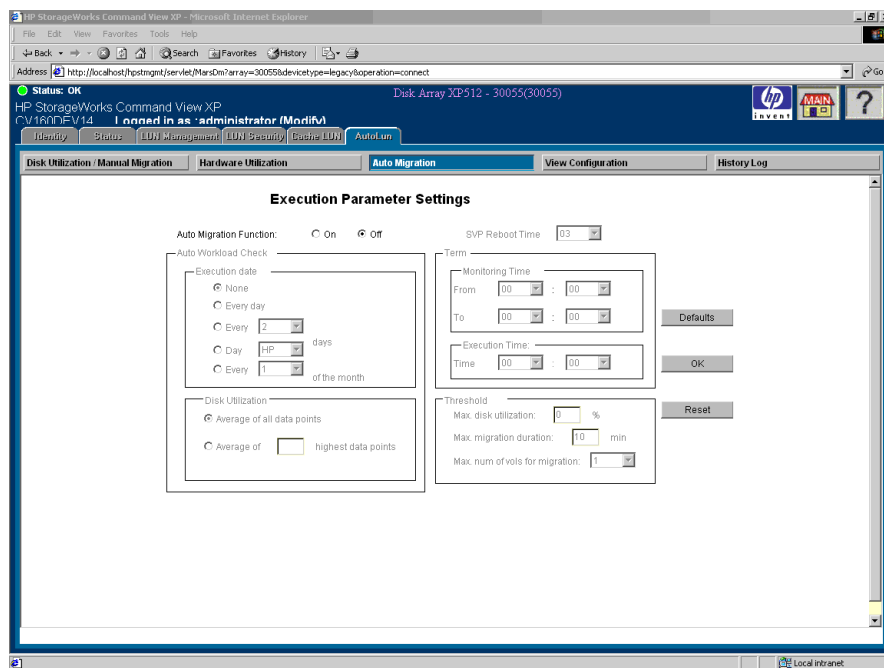 HP StorageWorks Command View XP - Microsoft Internet Explorer
File Edit View Favorites Tools Help
Back Search Favorites History
Address http://localhost/hpstmgmt/servlet/MarsDm?array=30055&devicetype=legacy&operation=connect Go
Status: OK
Disk Array XP512 - 30055(30055)
HP StorageWorks Command View XP
CV160DEV14 Logged in as :administrator (Modify)
hp
invent
MAIN
?
Identity Status LUN Management LUN Security Cache LUN AutoLun
Disk Utilization / Manual Migration Hardware Utilization Auto Migration View Configuration History Log
Execution Parameter Settings
Auto Migration Function: On Off SVP Reboot Time 03
Auto Workload Check
Execution date
None
Every day
Every 2 days
Day HP
Every 1 of the month
Disk Utilization
Average of all data points
Average of highest data points
Term
Monitoring Time
From 00 : 00
To 00 : 00
Execution Time:
Time 00 : 00
Threshold
Max. disk utilization: 0 %
Max. migration duration: 10 min
Max. num of vols for migration: 1
Defaults
OK
Reset
Local intranet